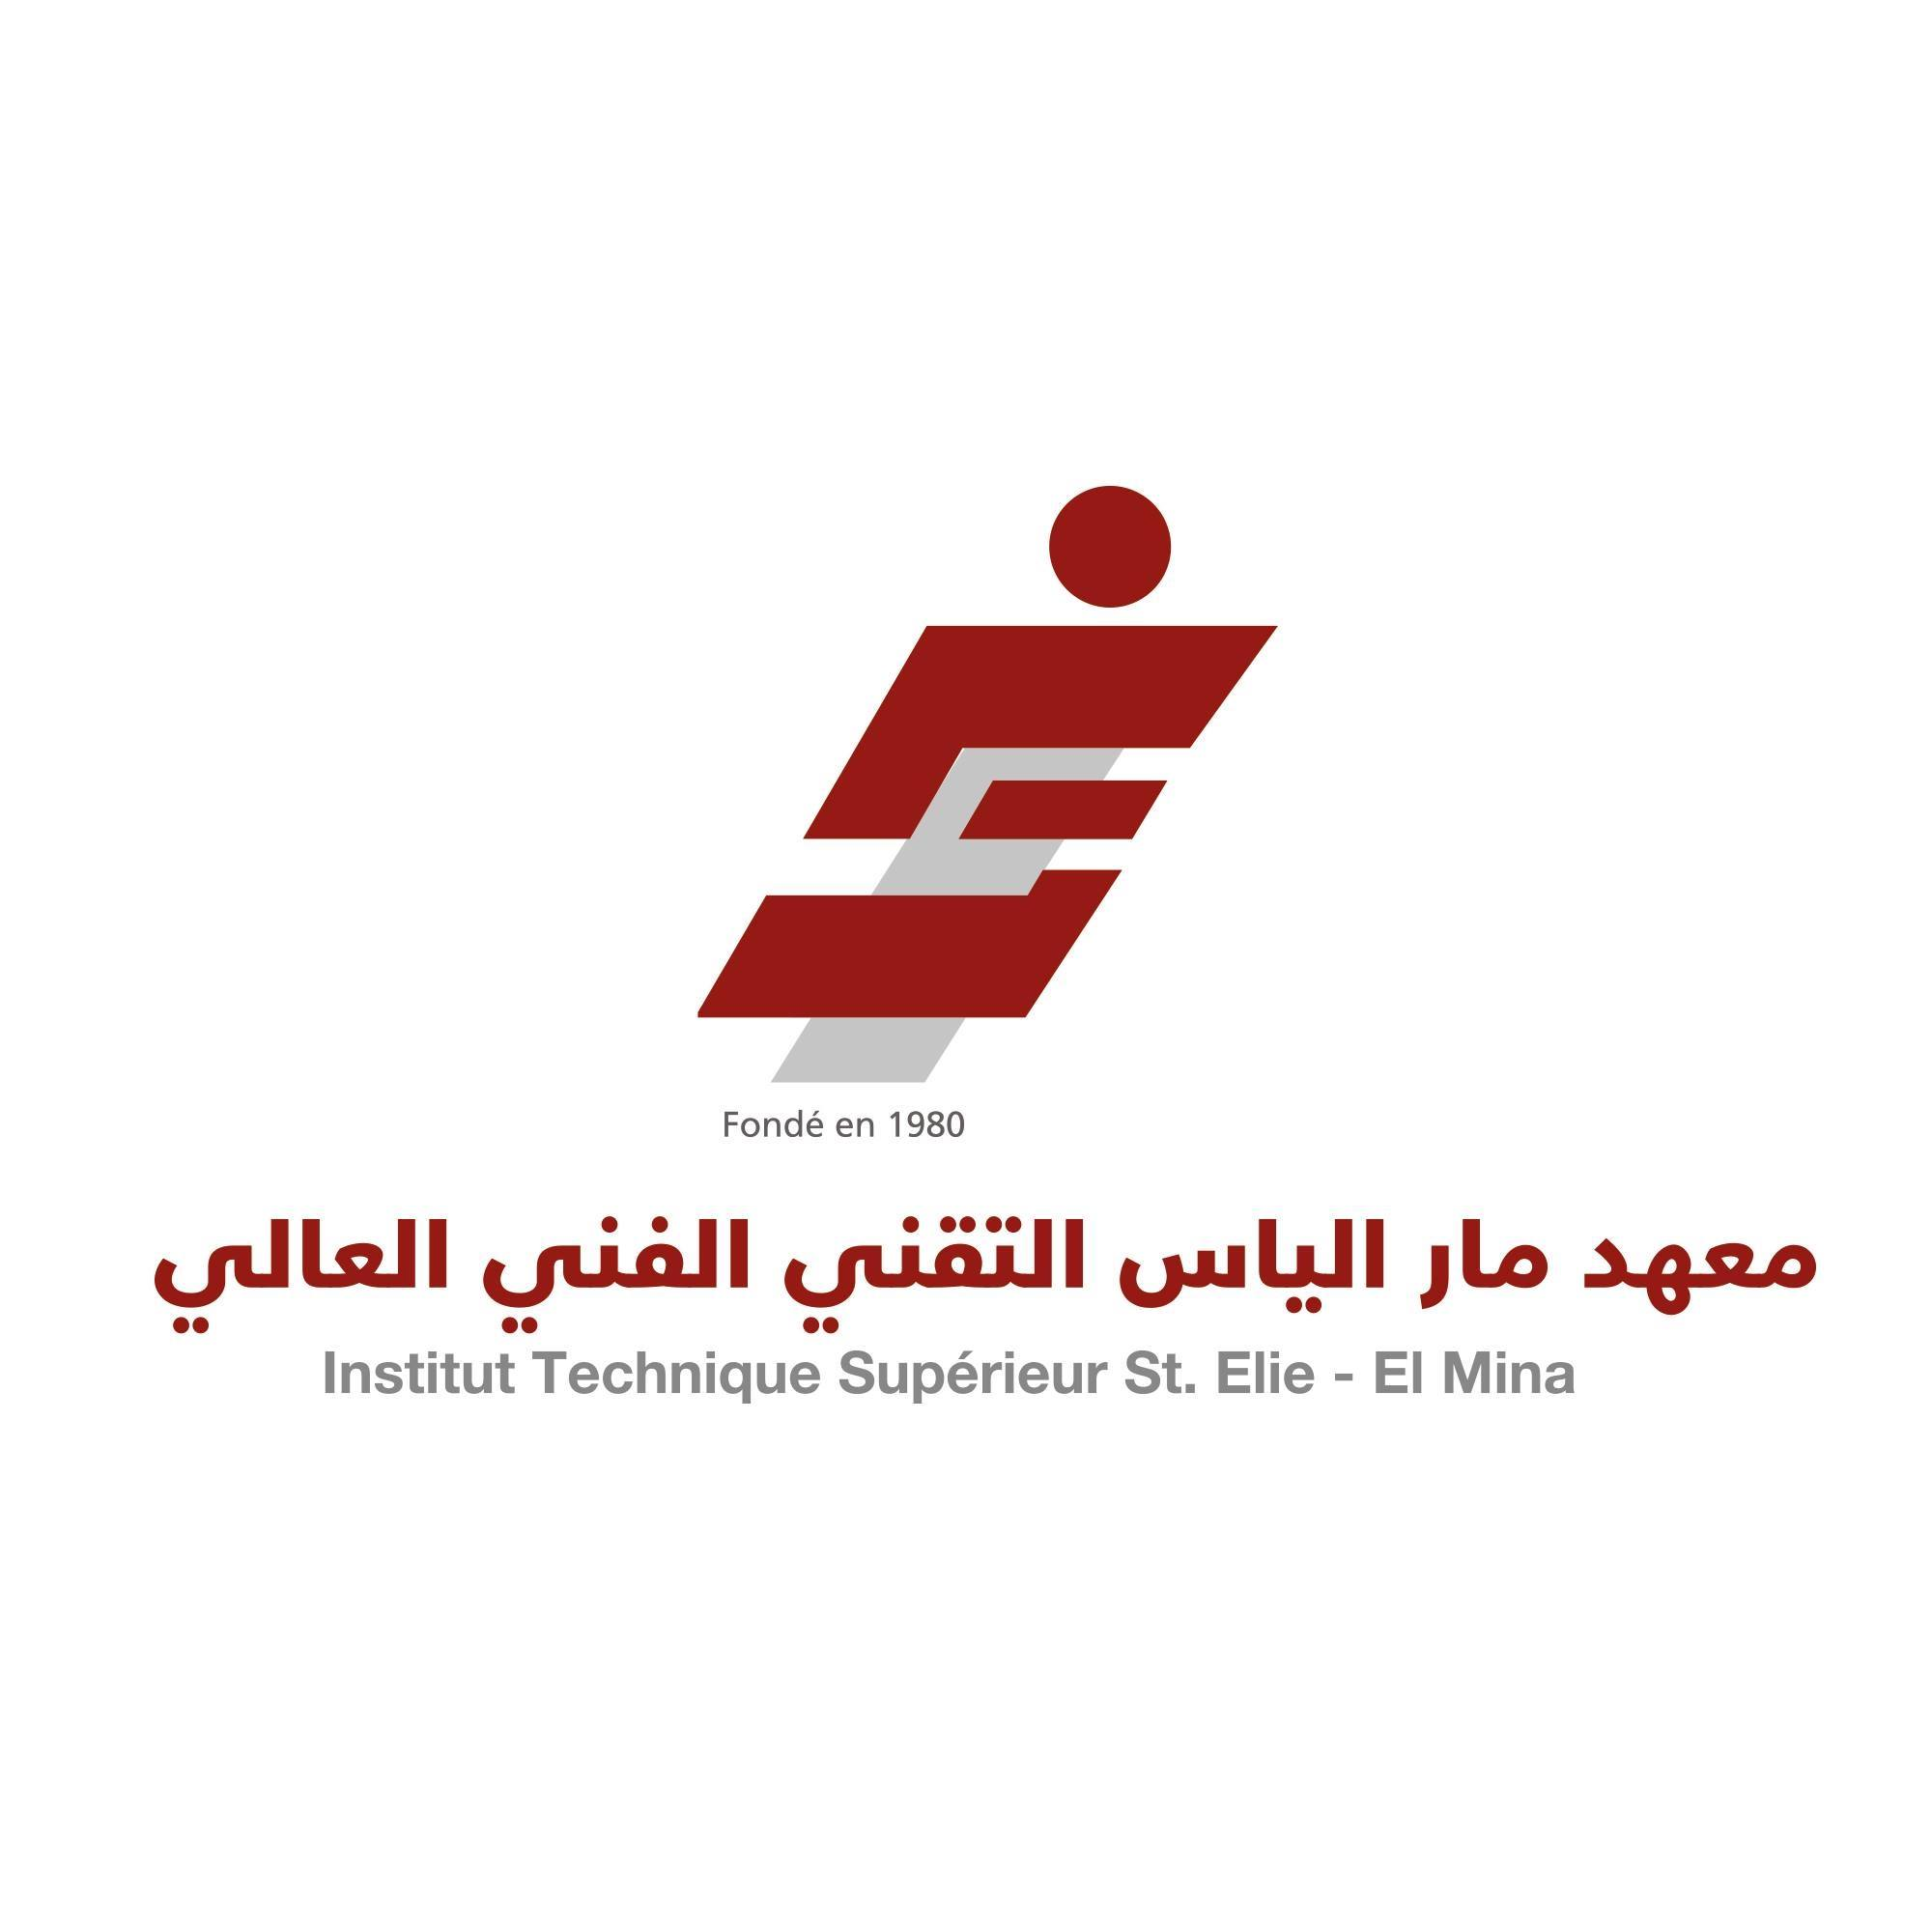 Fondé en 1980
معهد مار الياس التقني الفني العالي
Institut Technique Supérieur St. Elie - El Mina